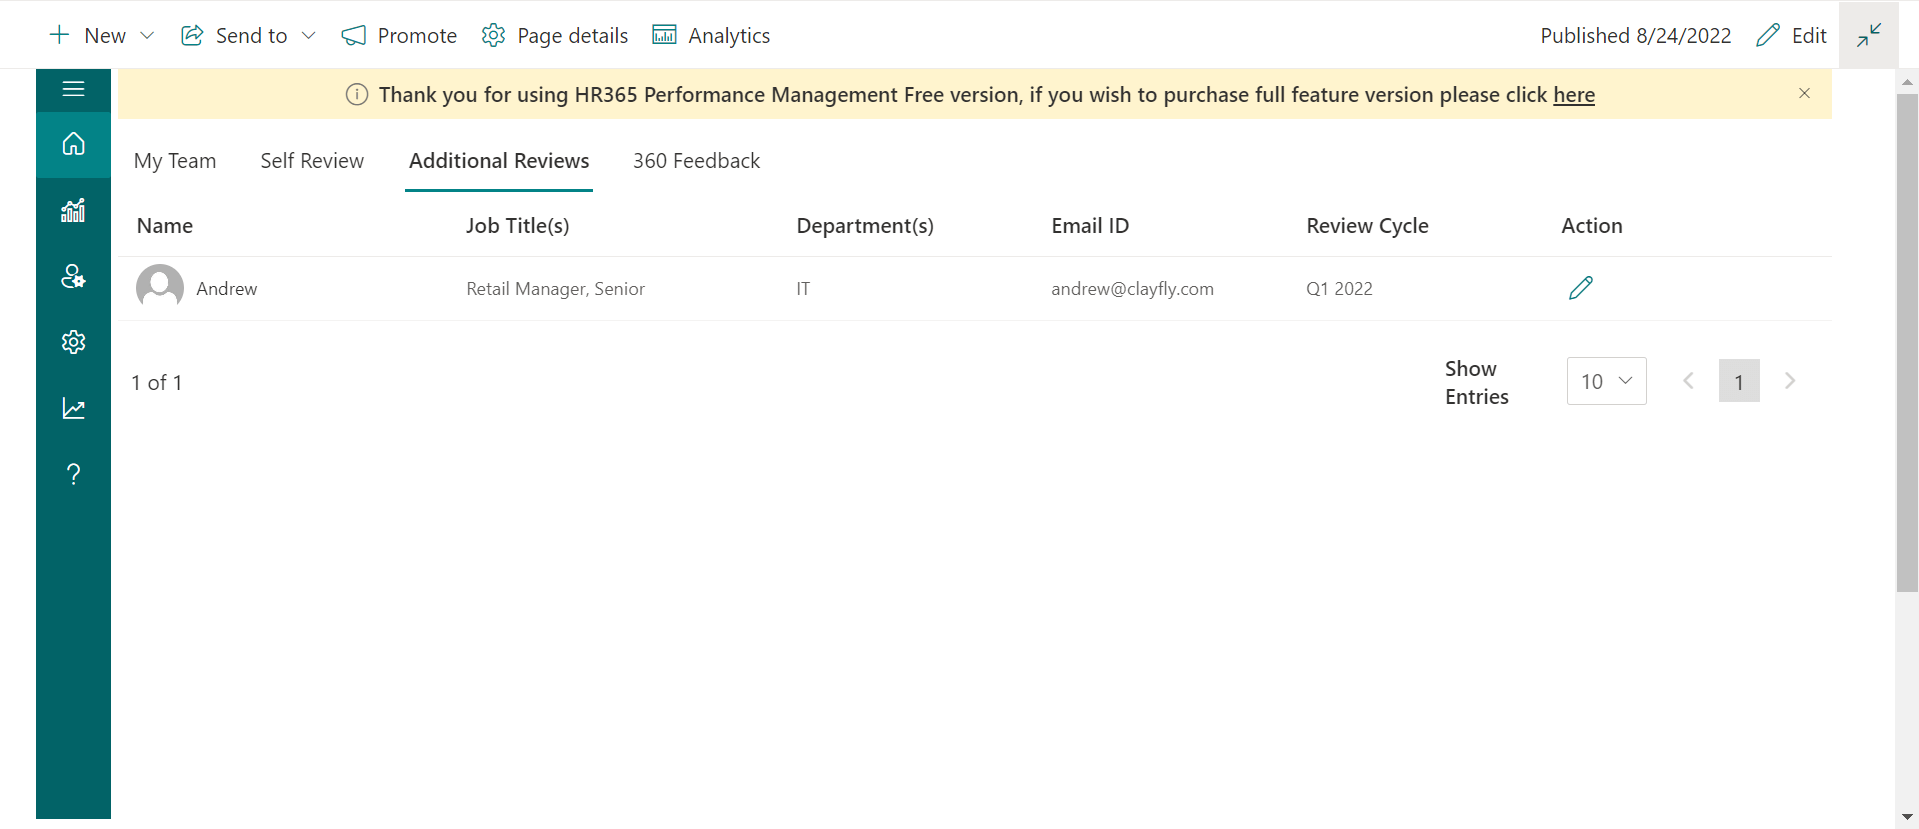 New Send to Promote Page details Analytics Published 8/24/2022 Edit
Thank you for using HR365 Performance Management Free version, if you wish to purchase full feature version please click here
My Team Self Review Additional Reviews 360 Feedback
Name Job Title(s) Department(s) Email ID Review Cycle Action
Andrew Retail Manager, Senior IT andrew@clayfly.com Q1 2022
1 of 1
Show
Entries
10
1